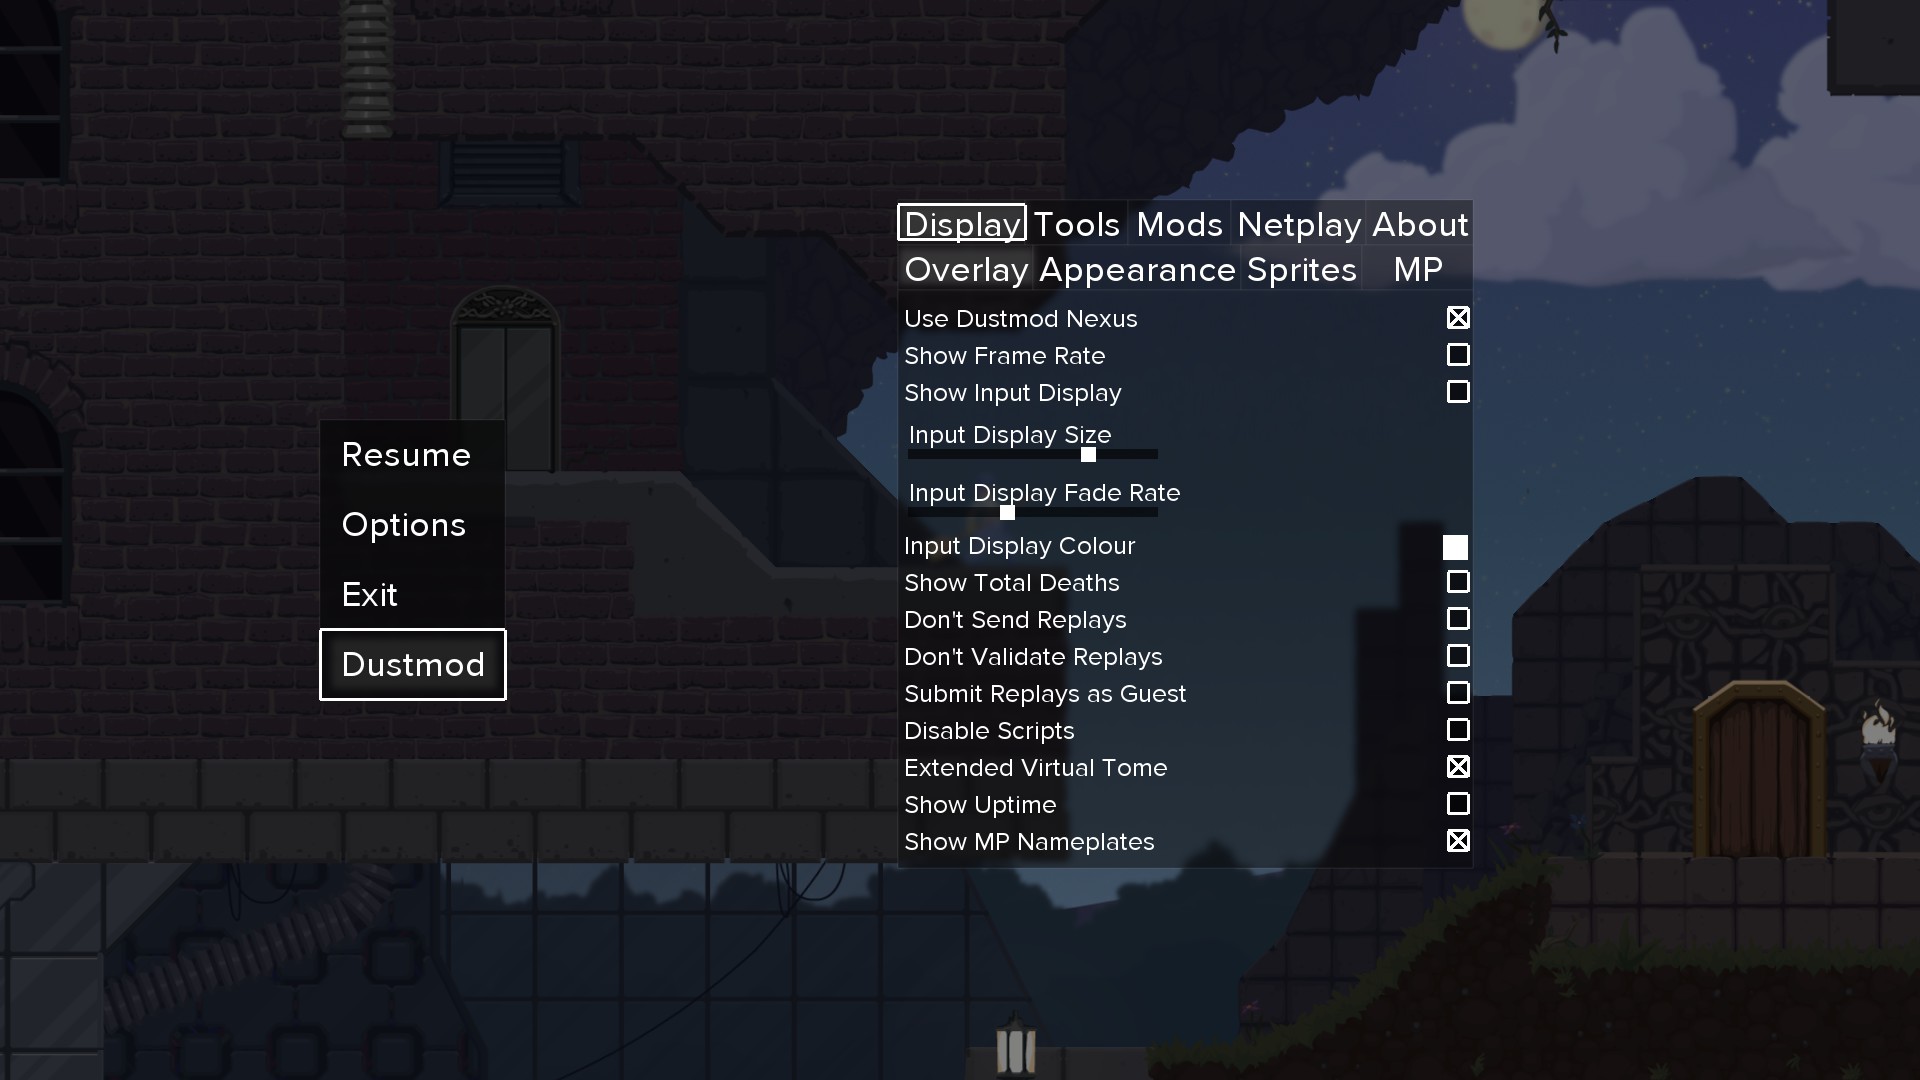 Resume
Options
Exit
Dustmod
Display Tools Mods Netplay About
Overlay Appearance Sprites MP
Use Dustmod Nexus
Show Frame Rate
Show Input Display
Input Display Size
Input Display Fade Rate
Input Display Colour
Show Total Deaths
Don't Send Replays
Don't Validate Replays
Submit Replays as Guest
Disable Scripts
Extended Virtual Tome
Show Uptime
Show MP Nameplates